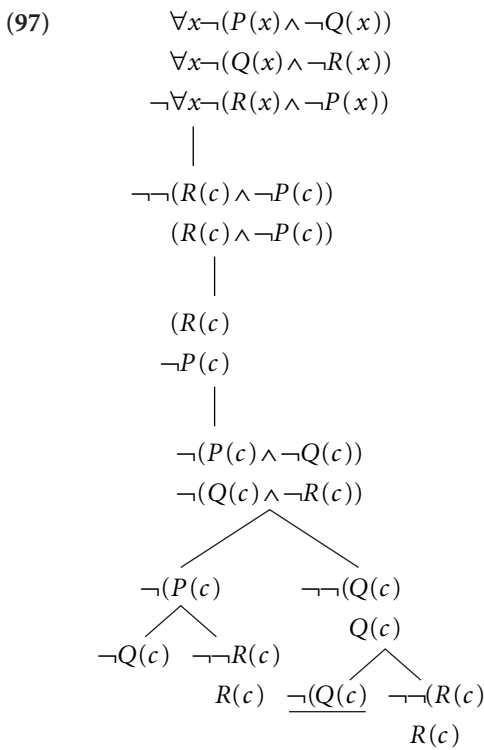 (97) ∀x¬(P(x)∧¬Q(x))
∀x¬(Q(x)∧¬R(x))
¬∀x¬(R(x)∧¬P(x))
¬¬(R(c)∧¬P(c))
(R(c)∧¬P(c))
(R(c)
¬P(c)
¬(P(c)∧¬Q(c))
¬(Q(c)∧¬R(c))
¬(P(c) ¬¬(Q(c)
Q(c)
¬Q(c) ¬¬R(c)
R(c) ¬(Q(c) ¬¬(R(c)
R(c)